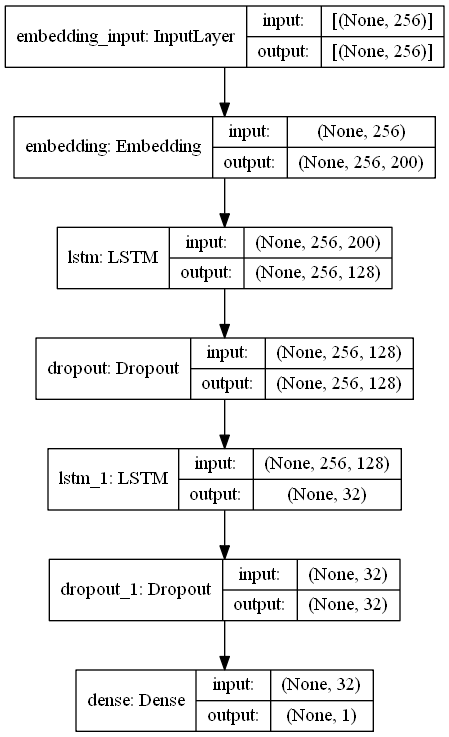 embedding_input: InputLayer
input: [(None, 256)]
output: [(None, 256)]
embedding: Embedding
input: (None, 256)
output: (None, 256, 200)
lstm: LSTM
input: (None, 256, 200)
output: (None, 256, 128)
dropout: Dropout
input: (None, 256, 128)
output: (None, 256, 128)
lstm_1: LSTM
input: (None, 256, 128)
output: (None, 32)
dropout_1: Dropout
input: (None, 32)
output: (None, 32)
dense: Dense
input: (None, 32)
output: (None, 1)